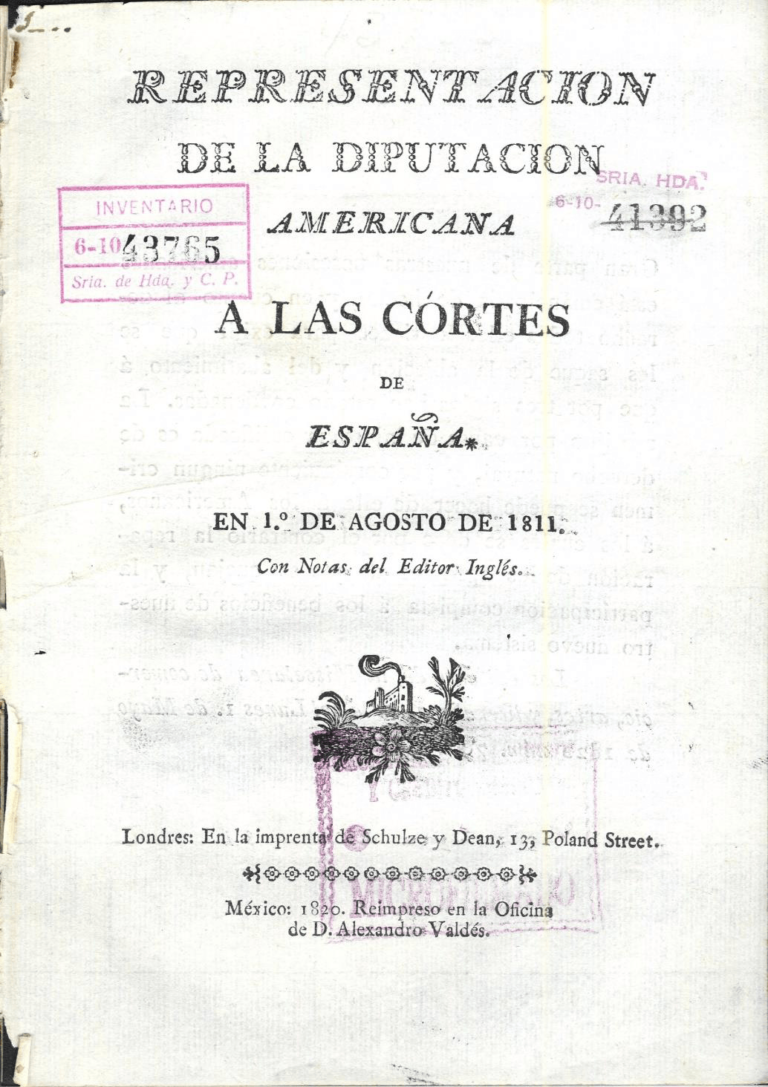 REPRESENTACION
DE LA DIPUTACION
SRIA. HDA.
6-10-41392
INVENTARIO
6-1043765
Sria. de Hda. y C. P.
AMERICANA
A LAS CÓRTES
DE
ESPAÑA.*
EN 1.º DE AGOSTO DE 1811.
Con Notas del Editor Inglés.
Londres: En la imprenta de Schulze y Dean, 13, Poland Street.
MICROFILMADO
México: 1820. Reimpreso en la Oficina
de D. Alexandro Valdés.